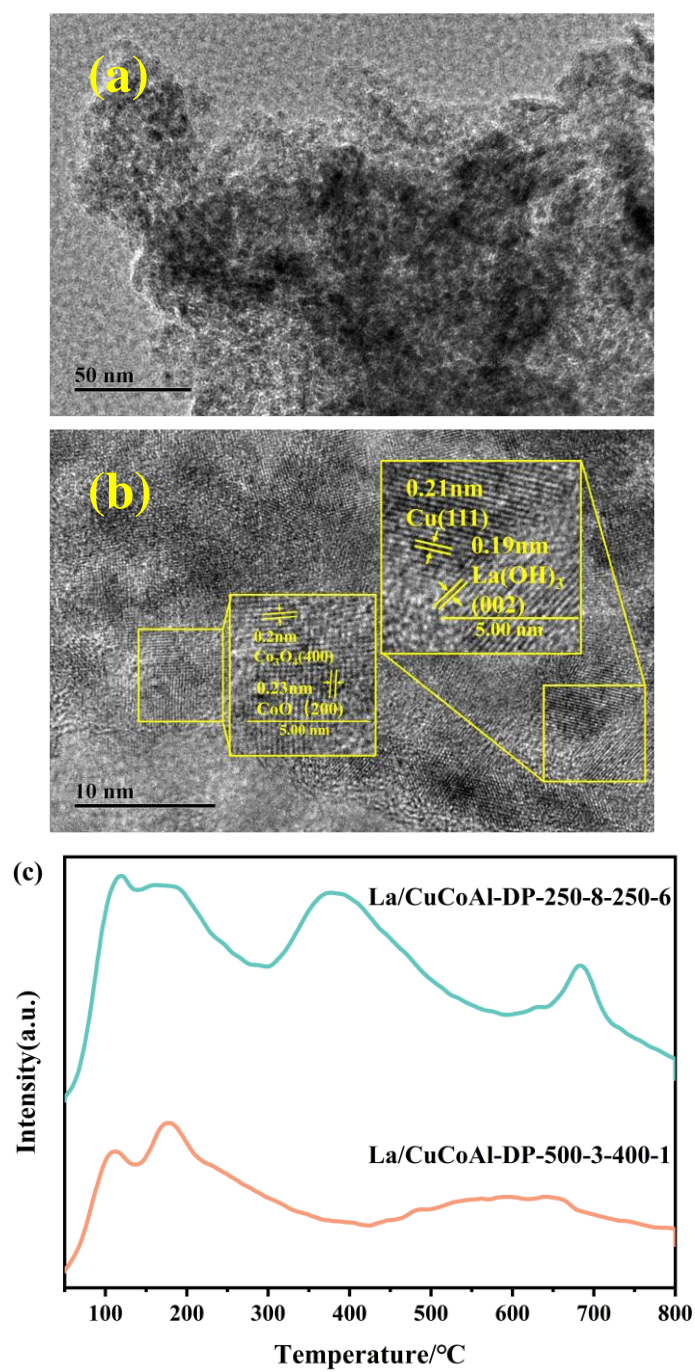 (a)
50 nm
(b)
0.21nm
Cu(111)
0.19nm
La(OH)₃
(002)
5.00 nm
0.2nm
Co₃O₄(400)
0.23nm
CoO (200)
5.00 nm
10 nm
(c)
La/CuCoAl-DP-250-8-250-6
La/CuCoAl-DP-500-3-400-1
Intensity(a.u.)
100 200 300 400 500 600 700 800
Temperature/°C